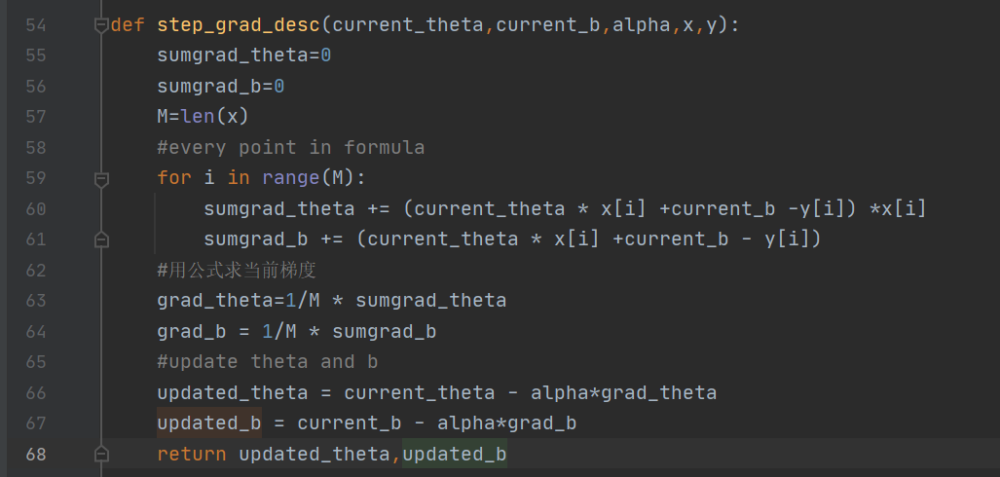 54 def step_grad_desc(current_theta,current_b,alpha,x,y):
55 sumgrad_theta=0
56 sumgrad_b=0
57 M=len(x)
58 #every point in formula
59 for i in range(M):
60 sumgrad_theta += (current_theta * x[i] +current_b -y[i]) *x[i]
61 sumgrad_b += (current_theta * x[i] +current_b - y[i])
62 #用公式求当前梯度
63 grad_theta=1/M * sumgrad_theta
64 grad_b = 1/M * sumgrad_b
65 #update theta and b
66 updated_theta = current_theta - alpha*grad_theta
67 updated_b = current_b - alpha*grad_b
68 return updated_theta,updated_b